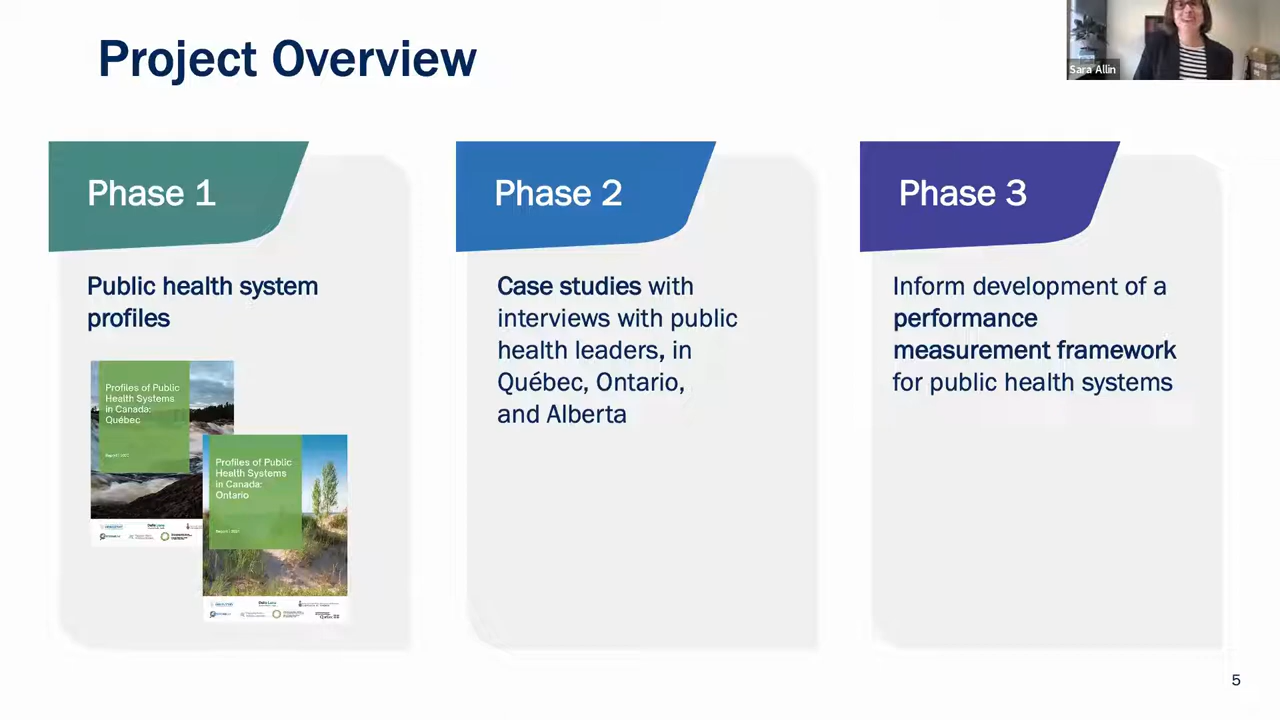 Project Overview
Sara Allin
Phase 1
Public health system
profiles
Profiles of Public
Health Systems
in Canada:
Québec
Profiles of Public
Health Systems
in Canada:
Ontario
Phase 2
Case studies with
interviews with public
health leaders, in
Québec, Ontario,
and Alberta
Phase 3
Inform development of a
performance
measurement framework
for public health systems
5